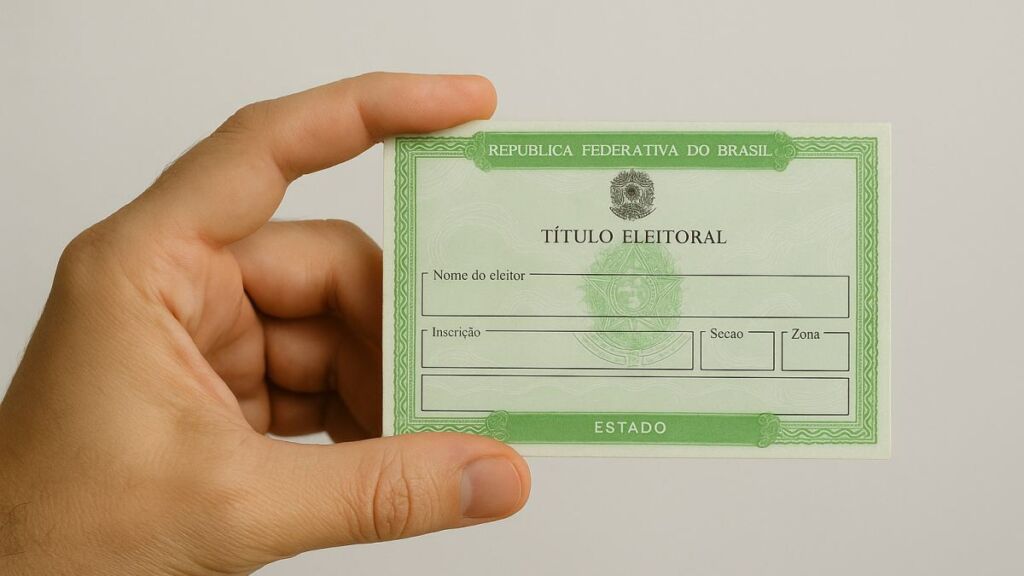 REPUBLICA FEDERATIVA DO BRASIL
TÍTULO ELEITORAL
Nome do eleitor
Inscrição Secao Zona
ESTADO